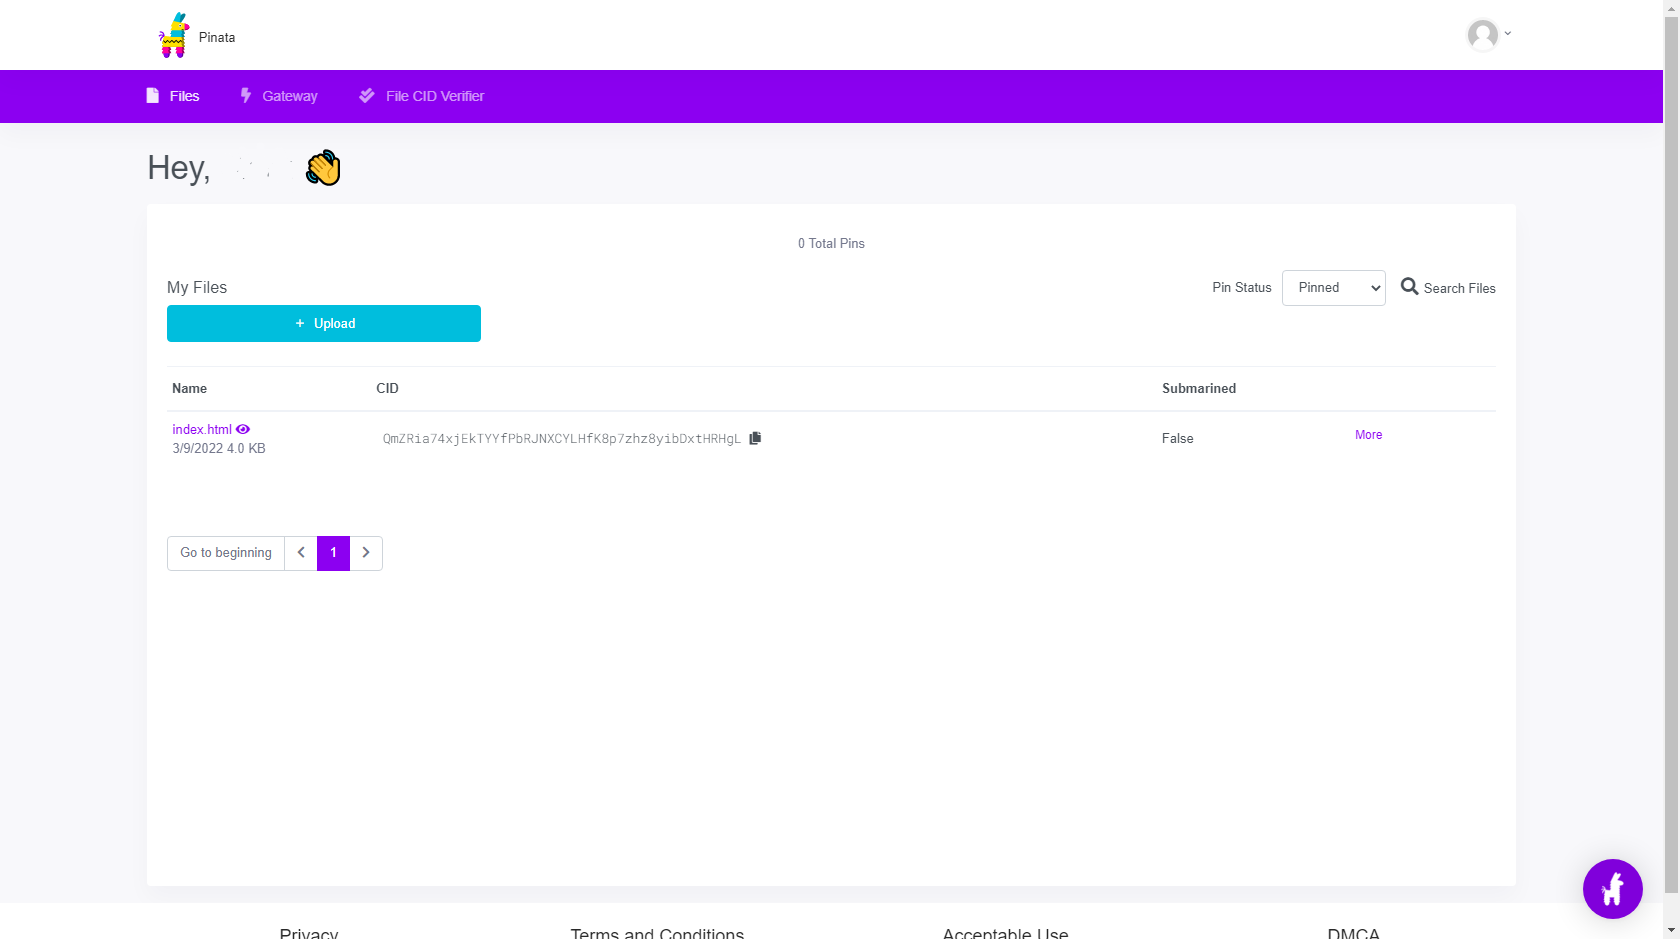 Pinata
Files Gateway File CID Verifier
Hey,
0 Total Pins
My Files
Pin Status Pinned Search Files
+ Upload
Name CID Submarined
index.html
QmZRia74xjEkTYYfPbRJNXCYLHfK8p7zhz8yibDxtHRHgL False More
3/9/2022 4.0 KB
Go to beginning 1
Privacy Terms and Conditions Acceptable Use DMCA